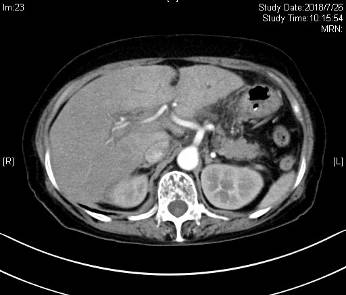 Im:23
Study Date:2018/7/26
Study Time:10:15:54
MRN:
[R]
[L]